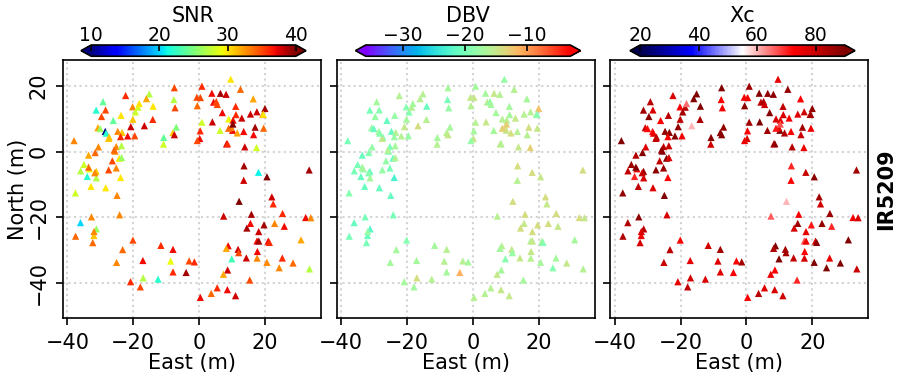 SNR DBV Xc
10 20 30 40 −30 −20 −10 20 40 60 80
20
0
−20
−40
North (m)
IR5209
−40 −20 0 20 −40 −20 0 20 −40 −20 0 20
East (m) East (m) East (m)